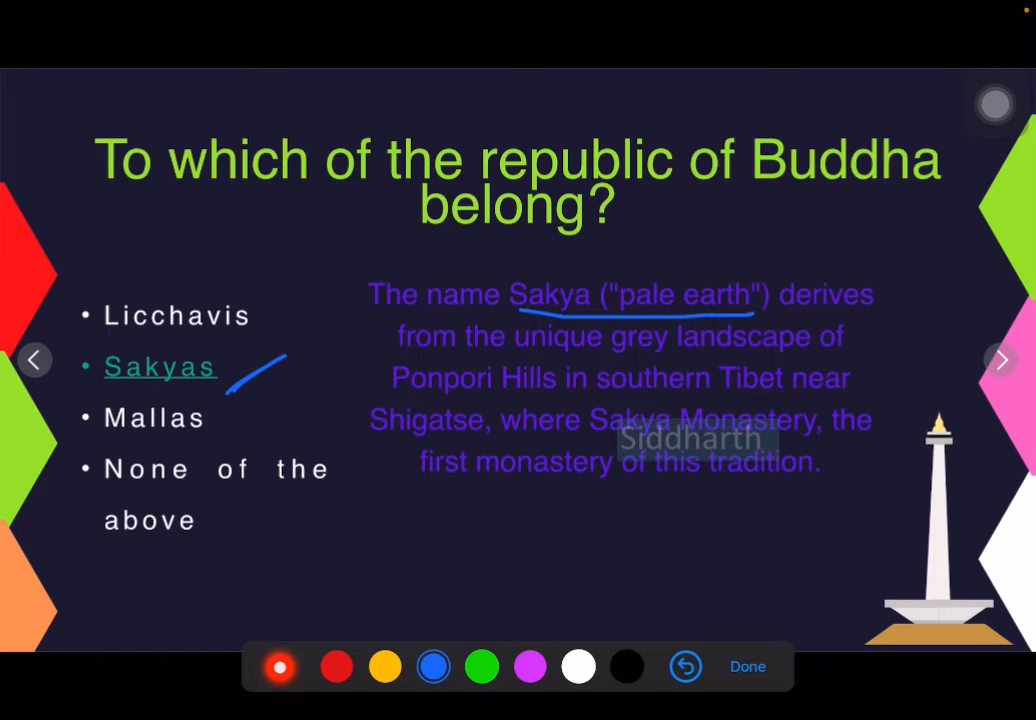 To which of the republic of Buddha
belong?
• Licchavis
• Sakyas
• Mallas
• None of the
above
The name Sakya ("pale earth") derives
from the unique grey landscape of
Ponpori Hills in southern Tibet near
Shigatse, where Sakya Monastery, the
first monastery of this tradition.
Siddharth
Done